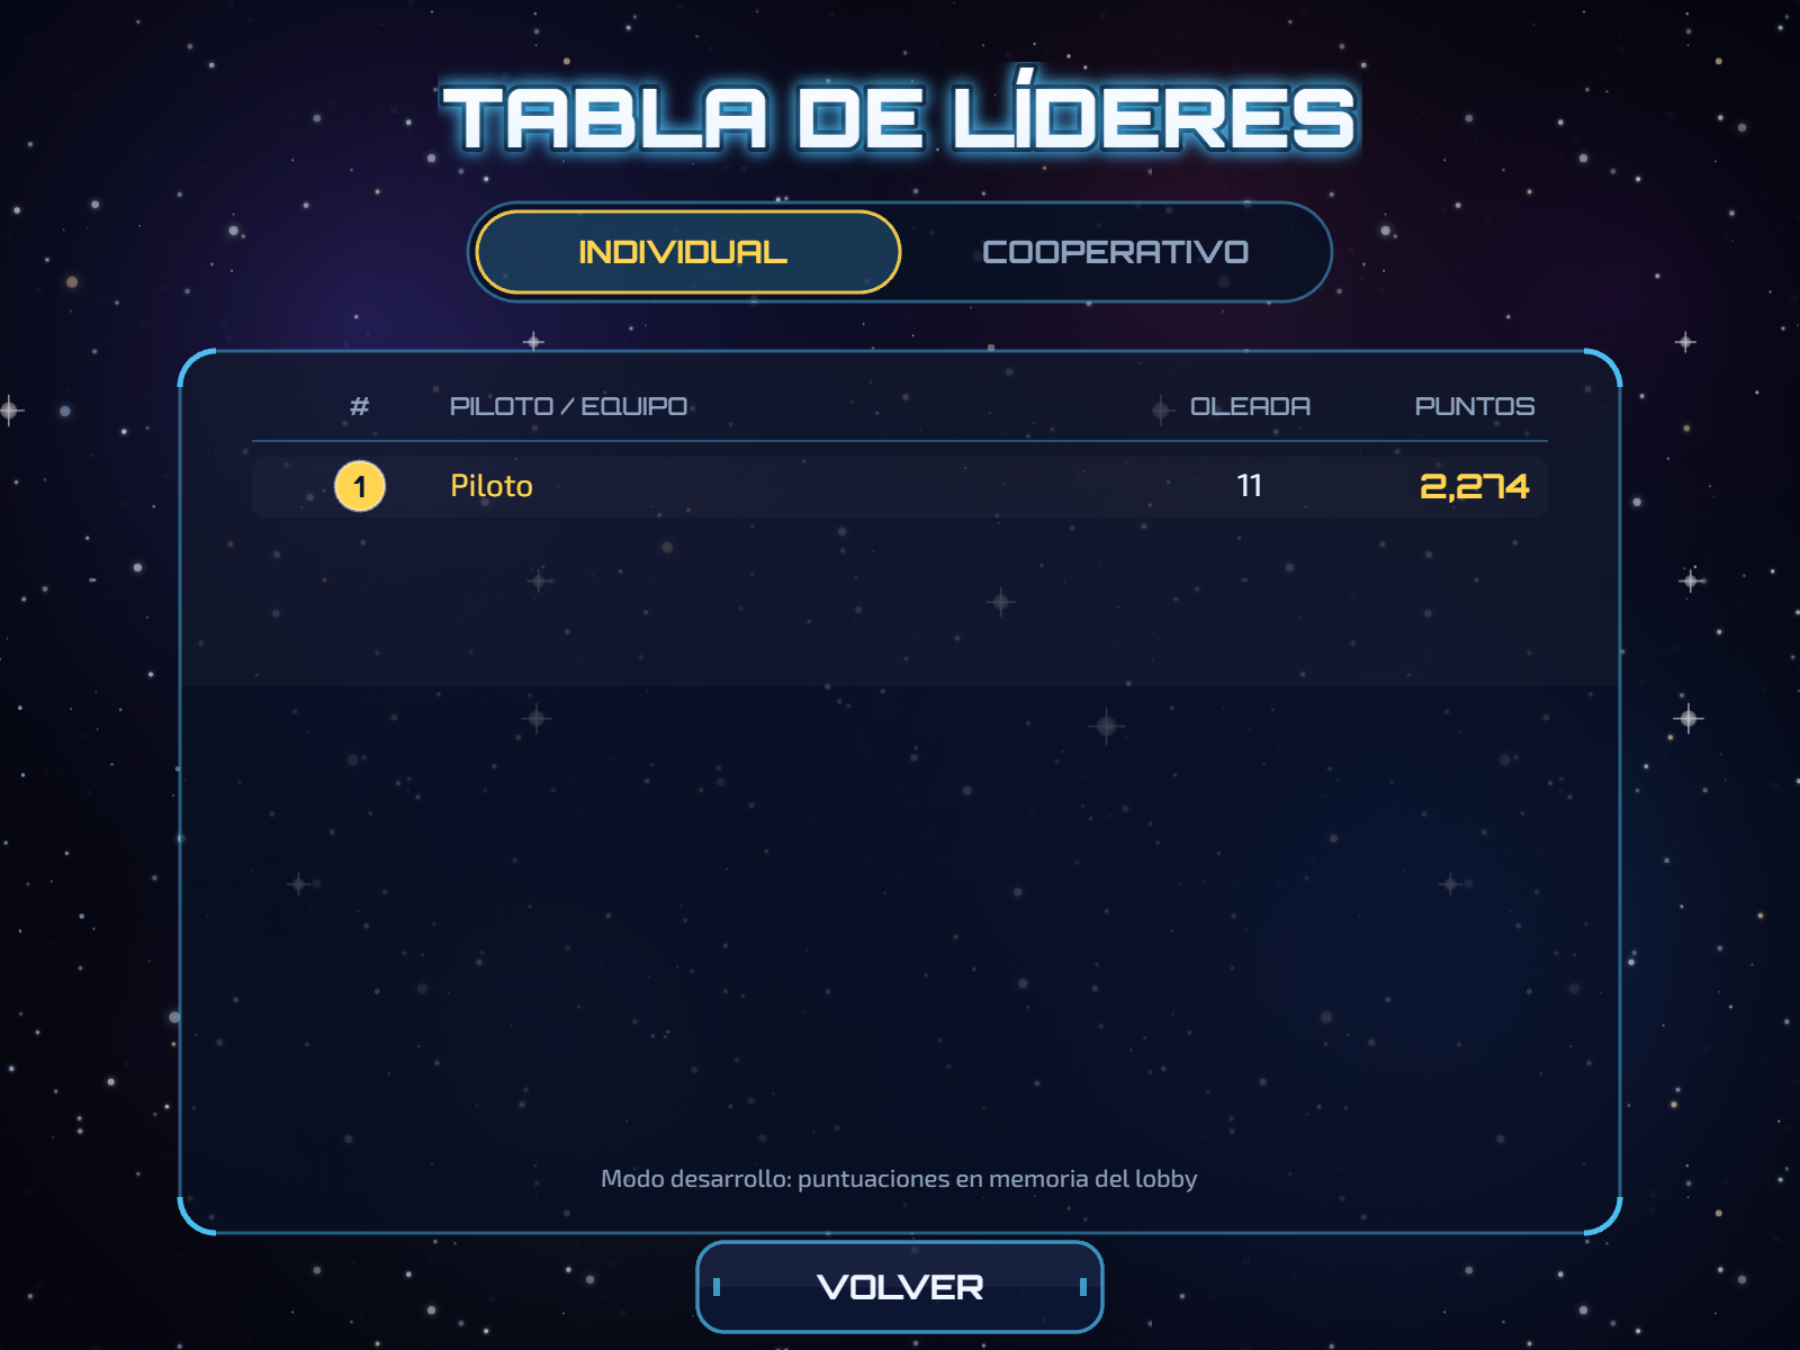 TABLA DE LÍDERES
INDIVIDUAL COOPERATIVO
# PILOTO / EQUIPO OLEADA PUNTOS
1 Piloto 11 2,274
Modo desarrollo: puntuaciones en memoria del lobby
VOLVER